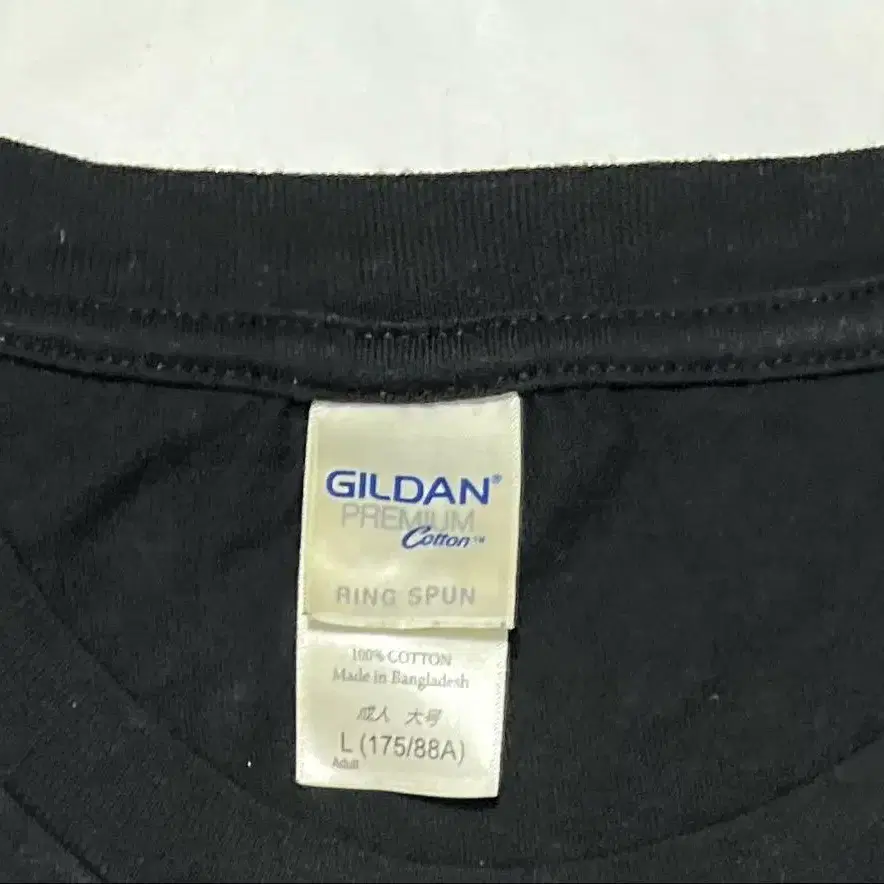 GILDAN®
PREMIUM
Cotton™
RING SPUN
100% COTTON
Made in Bangladesh
成人 大号
L (175/88A)
Adult